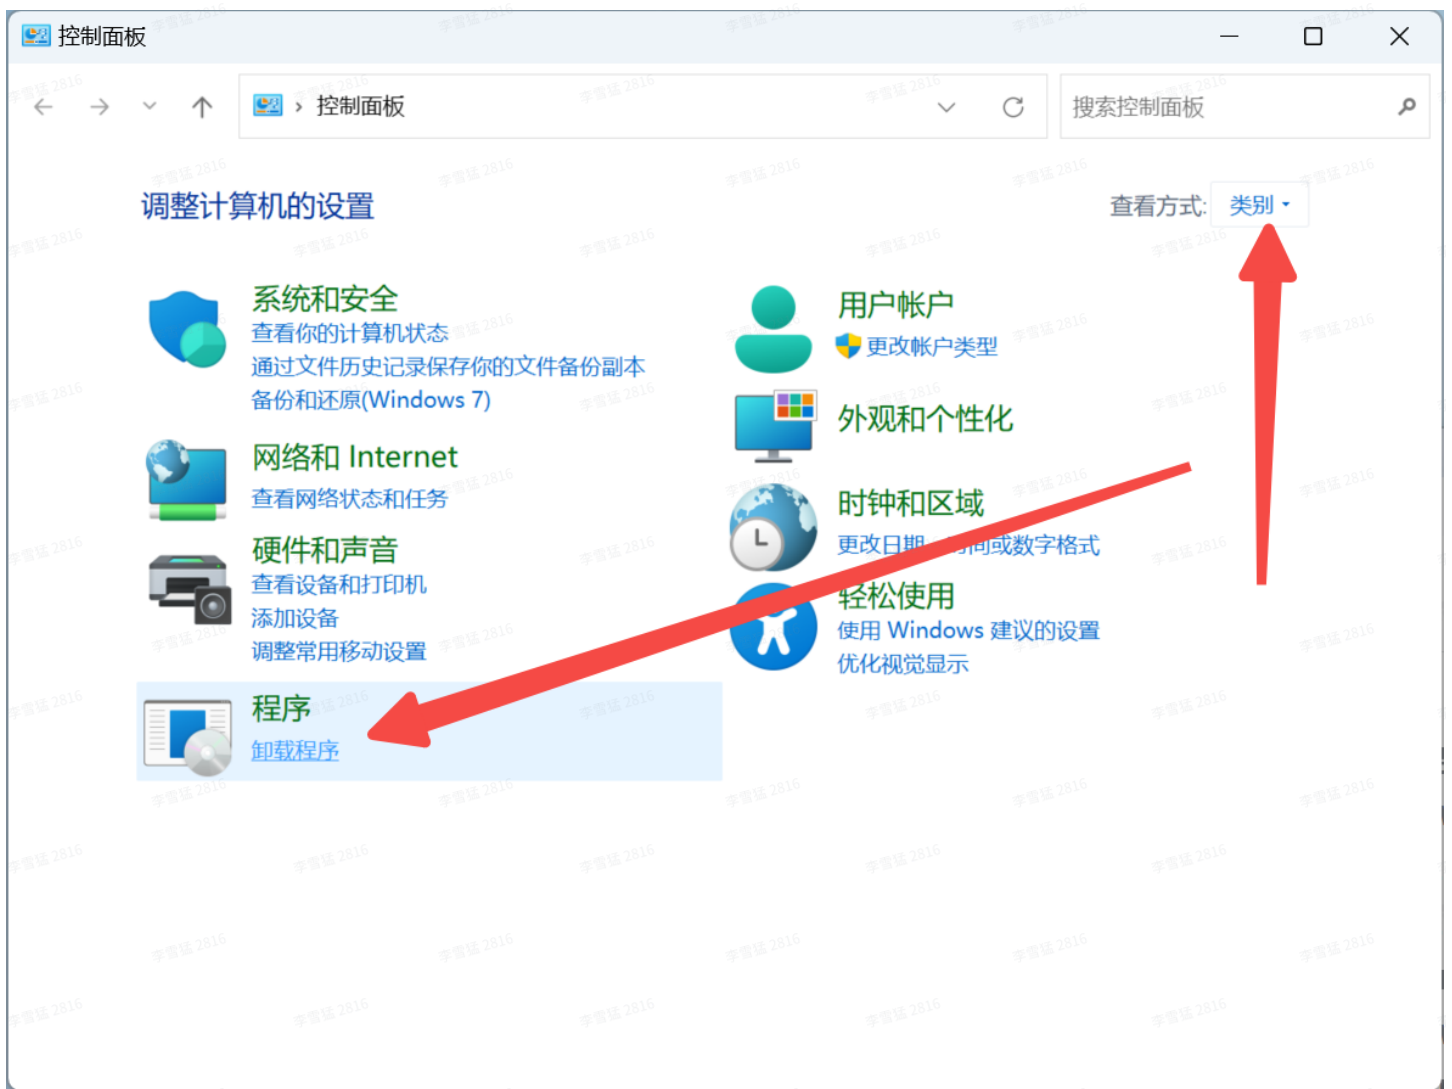 控制面板
控制面板
搜索控制面板
调整计算机的设置
查看方式: 类别
系统和安全
查看你的计算机状态
通过文件历史记录保存你的文件备份副本
备份和还原(Windows 7)
网络和 Internet
查看网络状态和任务
硬件和声音
查看设备和打印机
添加设备
调整常用移动设置
程序
卸载程序
用户帐户
更改帐户类型
外观和个性化
时钟和区域
更改日期、时间或数字格式
轻松使用
使用 Windows 建议的设置
优化视觉显示
李雪猛 2816